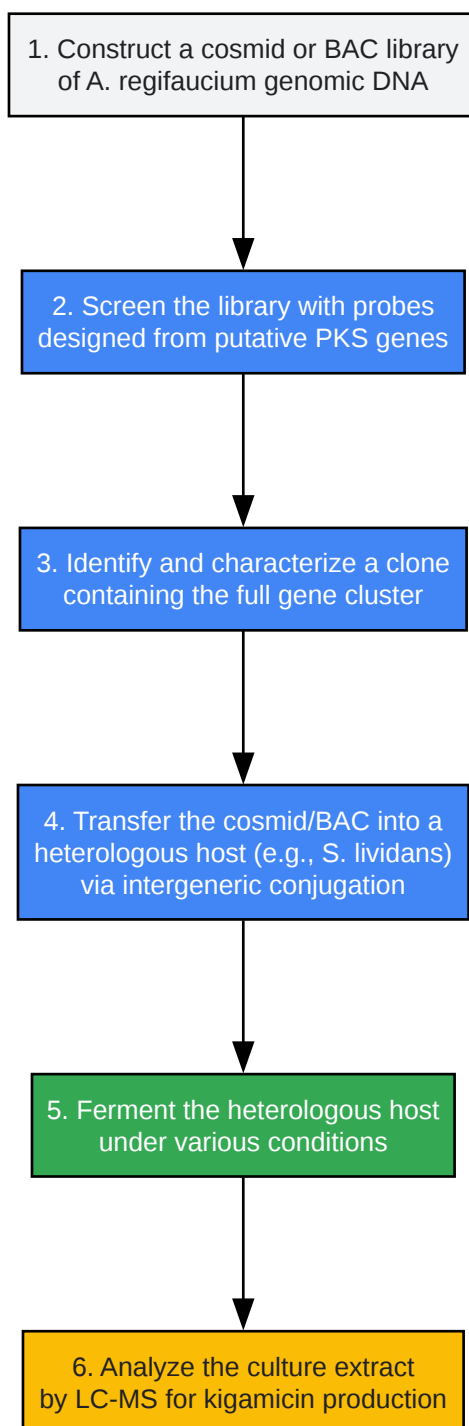 1. Construct a cosmid or BAC library
of A. regifaucium genomic DNA
2. Screen the library with probes
designed from putative PKS genes
3. Identify and characterize a clone
containing the full gene cluster
4. Transfer the cosmid/BAC into a
heterologous host (e.g., S. lividans)
via intergeneric conjugation
5. Ferment the heterologous host
under various conditions
6. Analyze the culture extract
by LC-MS for kigamicin production